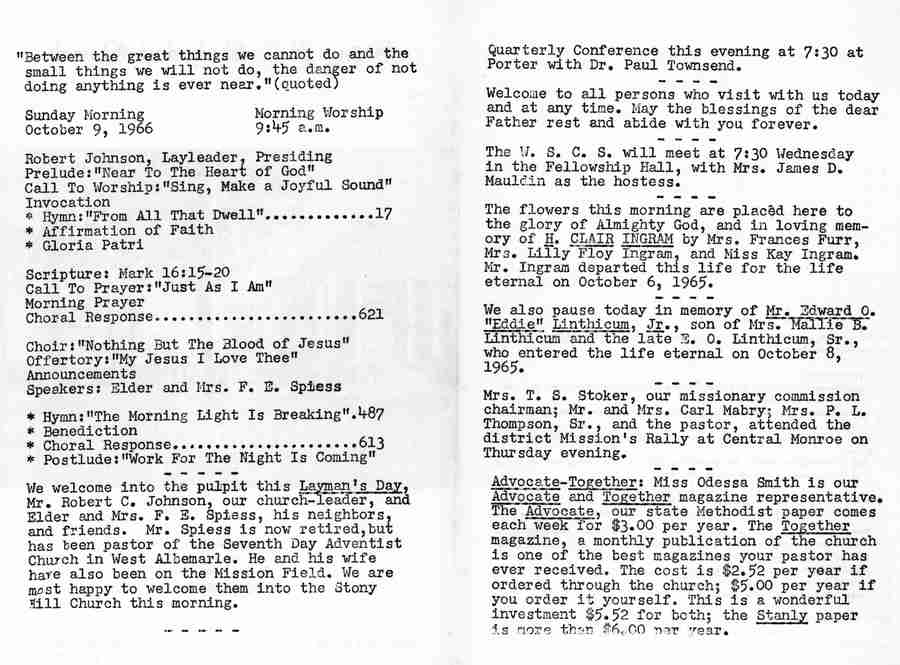 "Between the great things we cannot do and the
small things we will not do, the danger of not
doing anything is ever near."(quoted)
Sunday Morning Morning Worship
October 9, 1966 9:45 a.m.
Robert Johnson, Layleader, Presiding
Prelude:"Near To The Heart of God"
Call To Worship:"Sing, Make a Joyful Sound"
Invocation
* Hymn:"From All That Dwell".............17
* Affirmation of Faith
* Gloria Patri
Scripture: Mark 16:15-20
Call To Prayer:"Just As I Am"
Morning Prayer
Choral Response.........................621
Choir:"Nothing But The Blood of Jesus"
Offertory:"My Jesus I Love Thee"
Announcements
Speakers: Elder and Mrs. F. E. Spiess
* Hymn:"The Morning Light Is Breaking".487
* Benediction
* Choral Response......................613
* Postlude:"Work For The Night Is Coming"
- - - - -
We welcome into the pulpit this Layman's Day,
Mr. Robert C. Johnson, our church-leader, and
Elder and Mrs. F. E. Spiess, his neighbors,
and friends. Mr. Spiess is now retired,but
has been pastor of the Seventh Day Adventist
Church in West Albemarle. He and his wife
have also been on the Mission Field. We are
most happy to welcome them into the Stony
Hill Church this morning.
- - - - -
Quarterly Conference this evening at 7:30 at
Porter with Dr. Paul Townsend.
- - - -
Welcome to all persons who visit with us today
and at any time. May the blessings of the dear
Father rest and abide with you forever.
- - - -
The W. S. C. S. will meet at 7:30 Wednesday
in the Fellowship Hall, with Mrs. James D.
Mauldin as the hostess.
- - - -
The flowers this morning are placed here to
the glory of Almighty God, and in loving mem-
ory of H. CLAIR INGRAM by Mrs. Frances Furr,
Mrs. Lilly Floy Ingram, and Miss Kay Ingram.
Mr. Ingram departed this life for the life
eternal on October 6, 1965.
- - - -
We also pause today in memory of Mr. Edward O.
"Eddie" Linthicum, Jr., son of Mrs. Mallie B.
Linthicum and the late E. O. Linthicum, Sr.,
who entered the life eternal on October 8,
1965.
- - - -
Mrs. T. S. Stoker, our missionary commission
chairman; Mr. and Mrs. Carl Mabry; Mrs. P. L.
Thompson, Sr., and the pastor, attended the
district Mission's Rally at Central Monroe on
Thursday evening.
- - - -
Advocate-Together: Miss Odessa Smith is our
Advocate and Together magazine representative.
The Advocate, our state Methodist paper comes
each week for $3.00 per year. The Together
magazine, a monthly publication of the church
is one of the best magazines your pastor has
ever received. The cost is $2.52 per year if
ordered through the church; $5.00 per year if
you order it yourself. This is a wonderful
investment $5.52 for both; the Stanly paper
is more than $6.00 per year.